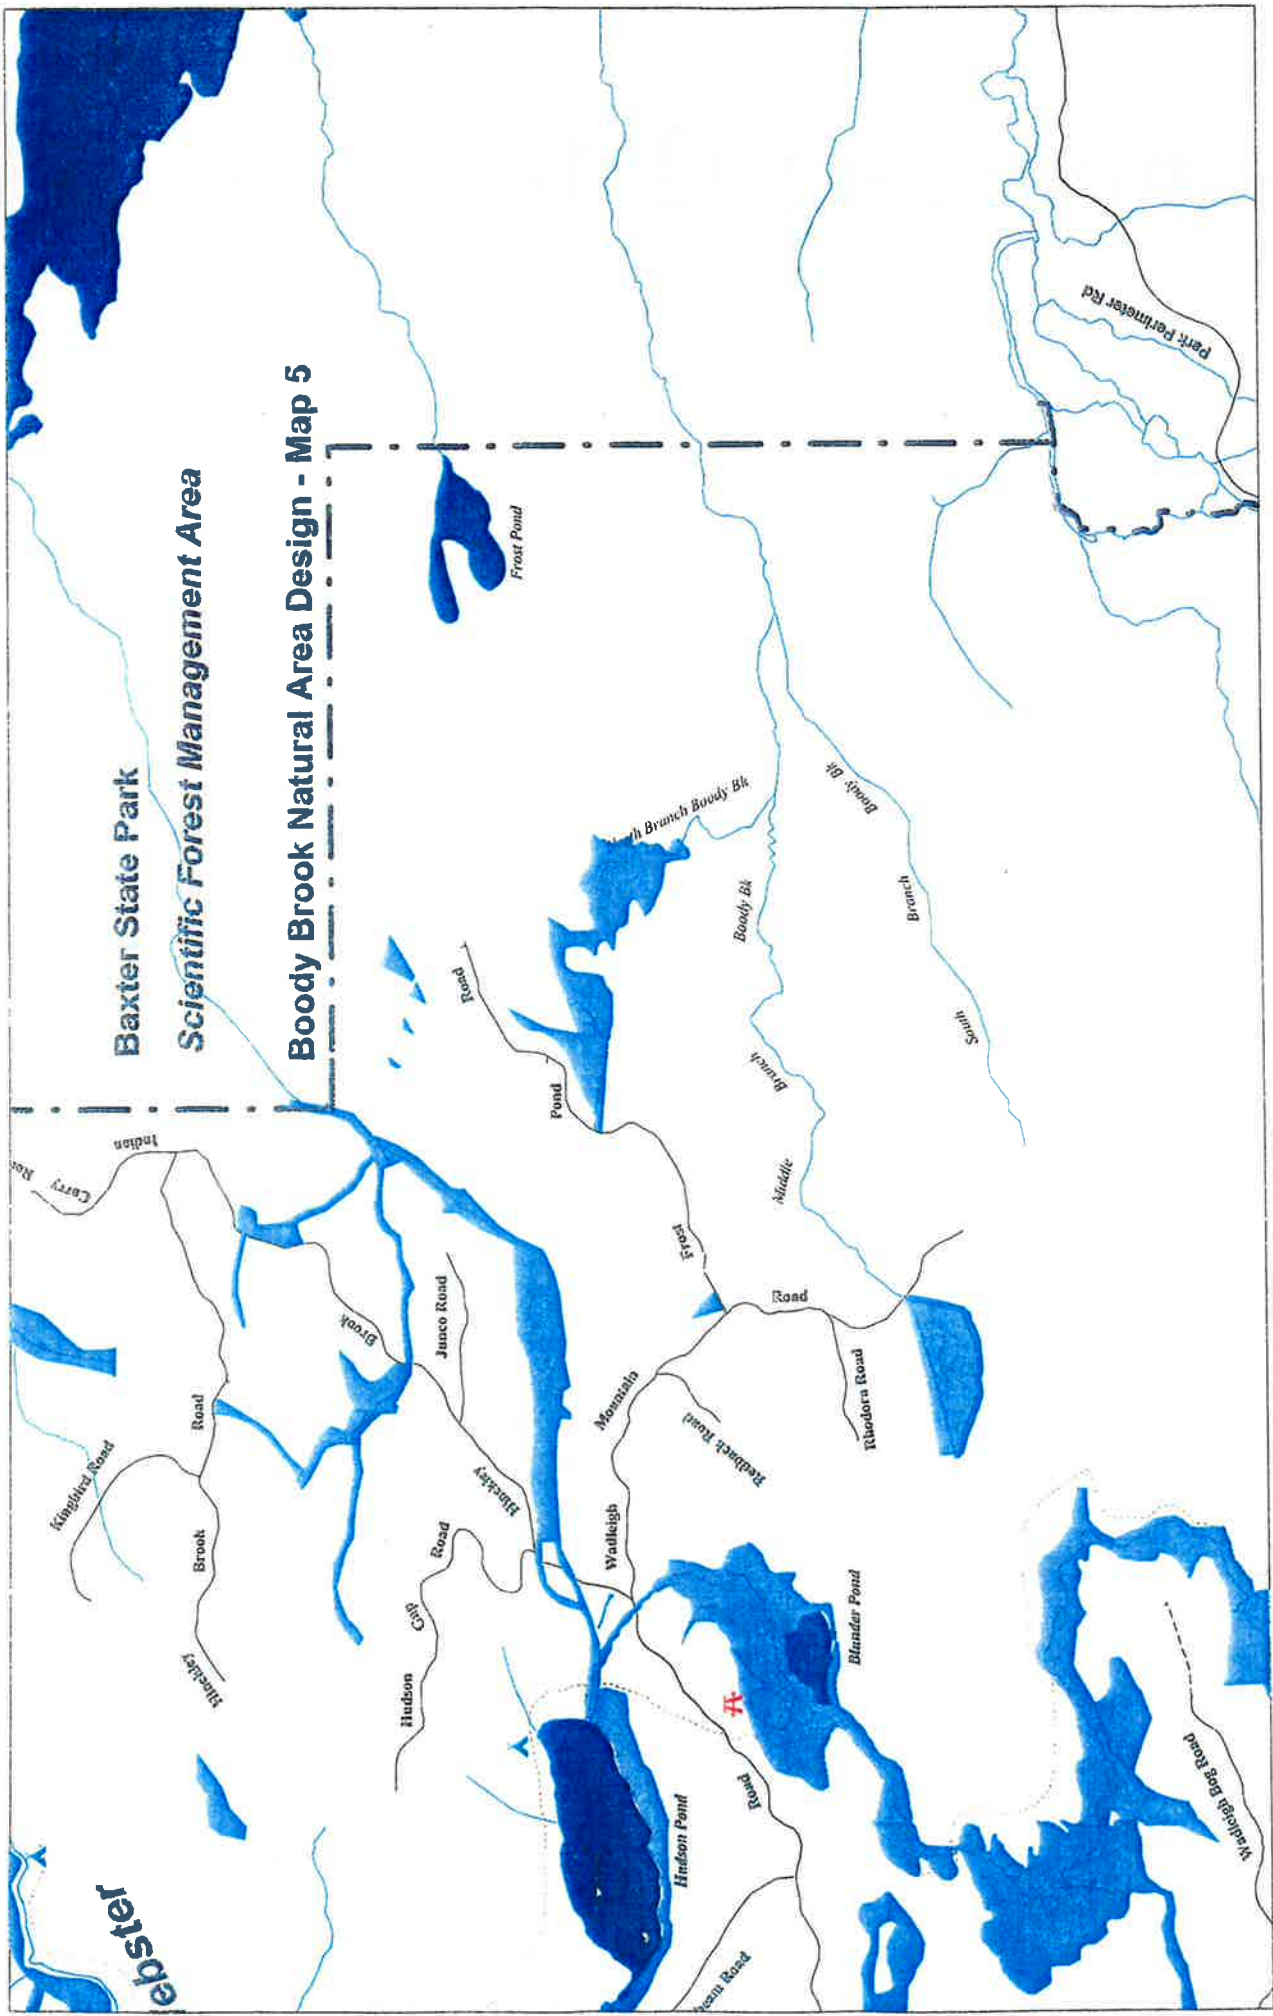 Baxter State Park
Scientific Forest Management Area
Boody Brook Natural Area Design - Map 5
ebster
Indian
Carry
Kingbird Road
Road
Brook
Hinckley
Brook
Junco Road
Hinckley
Road
Gap
Hudson
Road
Pond
Frost
Frost Pond
Branch Boody Bk
Boody Bk
Branch
Middle
Boody Bk
Branch
South
Park Perimeter Rd
Road
Rhodora Road
Redback Road
Mountain
Wadleigh
Road
Blunder Pond
Hudson Pond
Road
Wadleigh Bog Road